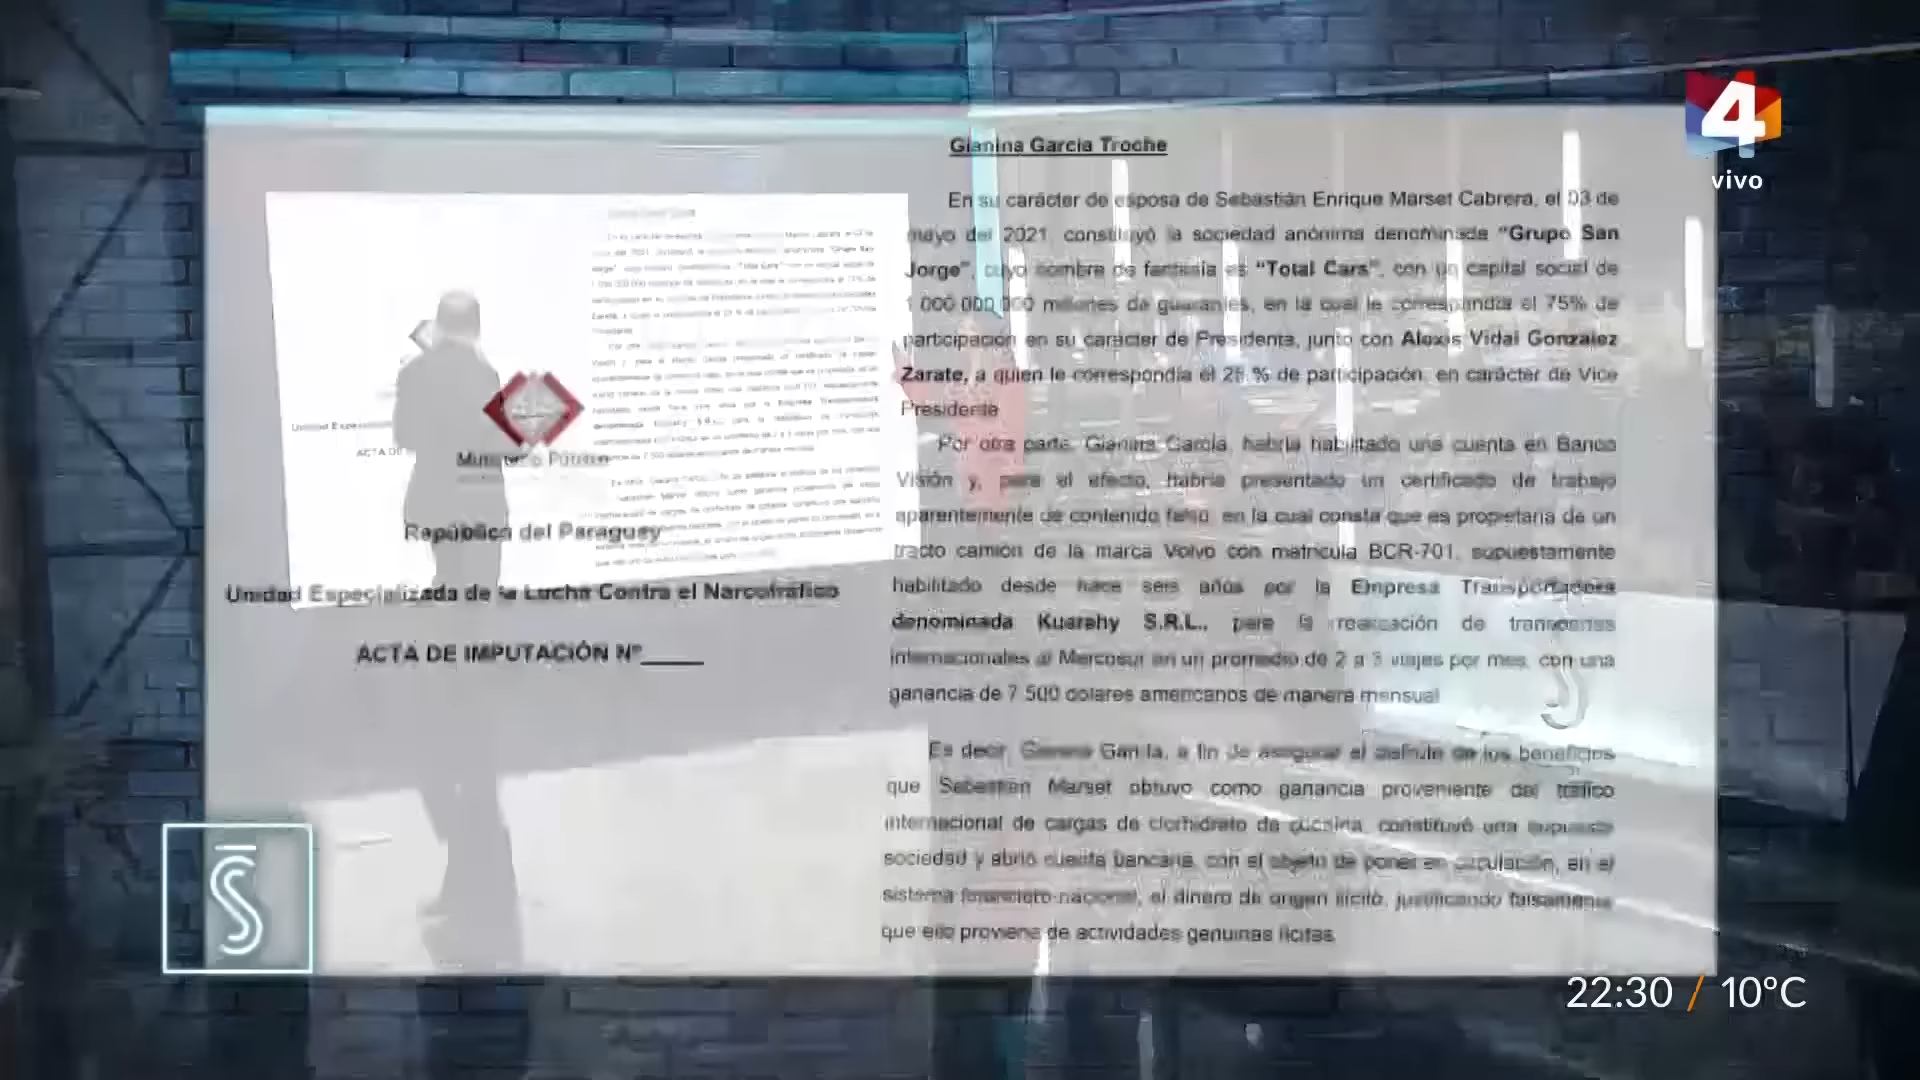 4
vivo
Gianina García Troche
En su carácter de esposa de Sebastián Enrique Marset Cabrera, el 03 de
mayo del 2021, constituyó la sociedad anónima denominada “Grupo San
Jorge”, cuyo nombre de fantasía es “Total Cars”, con un capital social de
1.000.000.000 millones de guaraníes, en la cual le correspondía el 75% de
participación en su carácter de Presidenta, junto con Alexis Vidal González
Zarate, a quien le correspondía el 25 % de participación en carácter de Vice
Presidente
Por otra parte, Gianina García, habría habilitado una cuenta en Banco
Visión y, para el efecto, habría presentado un certificado de trabajo
aparentemente de contenido falso, en la cual consta que es propietaria de un
tracto camión de la marca Volvo con matrícula BCR-701, supuestamente
habilitado desde hace seis años por la Empresa Transportadora
denominada Kuarahy S.R.L., para la realización de transportes
internacionales al Mercosur en un promedio de 2 a 3 viajes por mes, con una
ganancia de 7.500 dólares americanos de manera mensual
Es decir, Gianina García, a fin de asegurar el disfrute de los beneficios
que Sebastián Marset obtuvo como ganancia proveniente del tráfico
internacional de cargas de clorhidrato de cocaína, constituyó una supuesta
sociedad y abrió cuenta bancaria, con el objeto de poner en circulación, en el
sistema financiero nacional, el dinero de origen ilícito, justificando falsamente
que ello proviene de actividades genuinas lícitas.
Ministerio Público
República del Paraguay
Unidad Especializada de la Lucha Contra el Narcotráfico
ACTA DE IMPUTACIÓN N°____
S
22:30 / 10°C